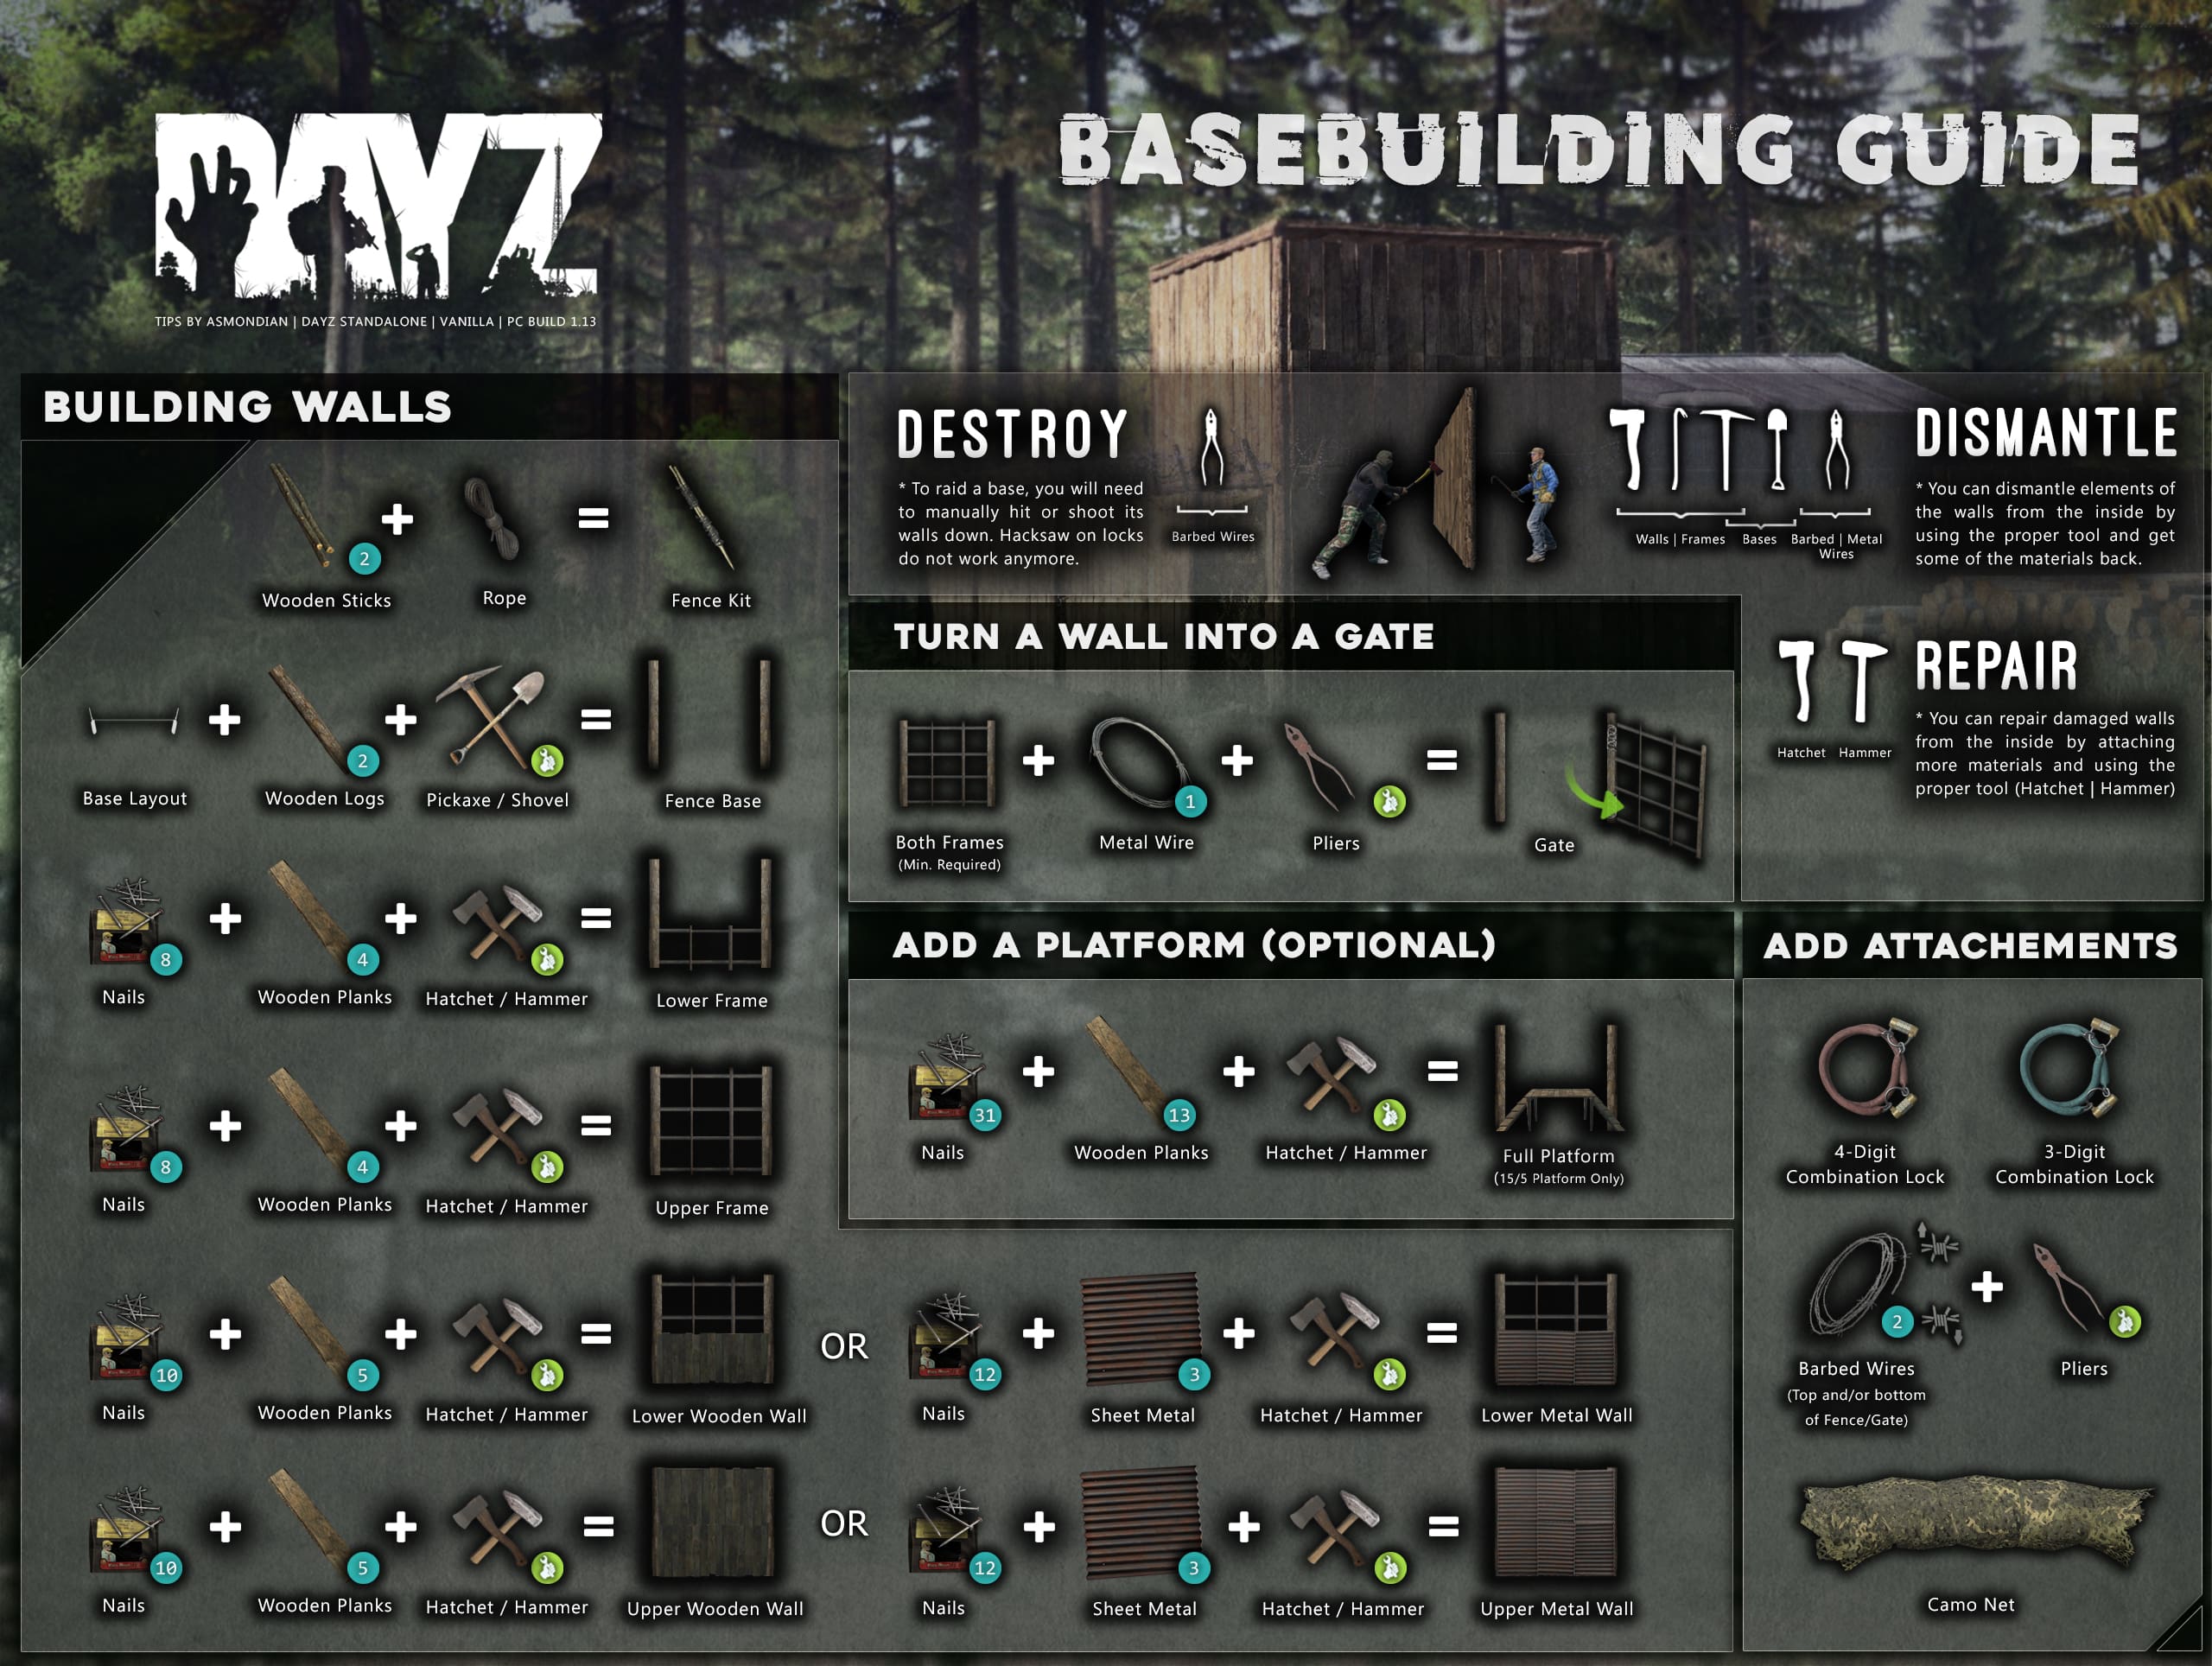 DAYZ
TIPS BY ASMONDIAN | DAYZ STANDALONE | VANILLA | PC BUILD 1.13
BASEBUILDING GUIDE
BUILDING WALLS
2
Wooden Sticks
+
Rope
=
Fence Kit
Base Layout
+
2
Wooden Logs
+
Pickaxe / Shovel
=
Fence Base
8
Nails
+
4
Wooden Planks
+
Hatchet / Hammer
=
Lower Frame
8
Nails
+
4
Wooden Planks
+
Hatchet / Hammer
=
Upper Frame
10
Nails
+
5
Wooden Planks
+
Hatchet / Hammer
=
Lower Wooden Wall
OR
12
Nails
+
3
Sheet Metal
+
Hatchet / Hammer
=
Lower Metal Wall
10
Nails
+
5
Wooden Planks
+
Hatchet / Hammer
=
Upper Wooden Wall
OR
12
Nails
+
3
Sheet Metal
+
Hatchet / Hammer
=
Upper Metal Wall
DESTROY
* To raid a base, you will need
to manually hit or shoot its
walls down. Hacksaw on locks
do not work anymore.
Barbed Wires
Walls | Frames
Bases
Barbed | Metal
Wires
DISMANTLE
* You can dismantle elements of
the walls from the inside by
using the proper tool and get
some of the materials back.
TURN A WALL INTO A GATE
Both Frames
(Min. Required)
+
1
Metal Wire
+
Pliers
=
Gate
Hatchet
Hammer
REPAIR
* You can repair damaged walls
from the inside by attaching
more materials and using the
proper tool (Hatchet | Hammer)
ADD A PLATFORM (OPTIONAL)
31
Nails
+
13
Wooden Planks
+
Hatchet / Hammer
=
Full Platform
(15/5 Platform Only)
ADD ATTACHEMENTS
4-Digit
Combination Lock
3-Digit
Combination Lock
2
Barbed Wires
(Top and/or bottom
of Fence/Gate)
+
Pliers
Camo Net